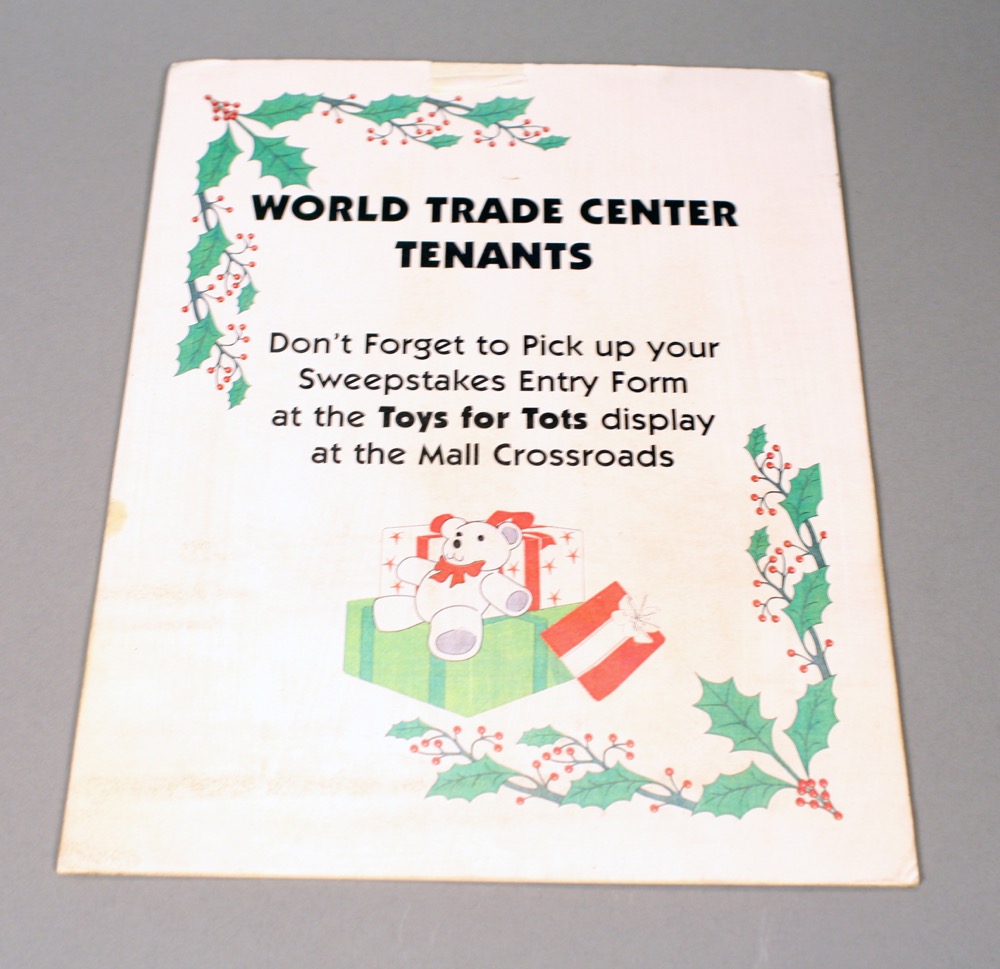 WORLD TRADE CENTER
TENANTS
Don't Forget to Pick up your
Sweepstakes Entry Form
at the Toys for Tots display
at the Mall Crossroads